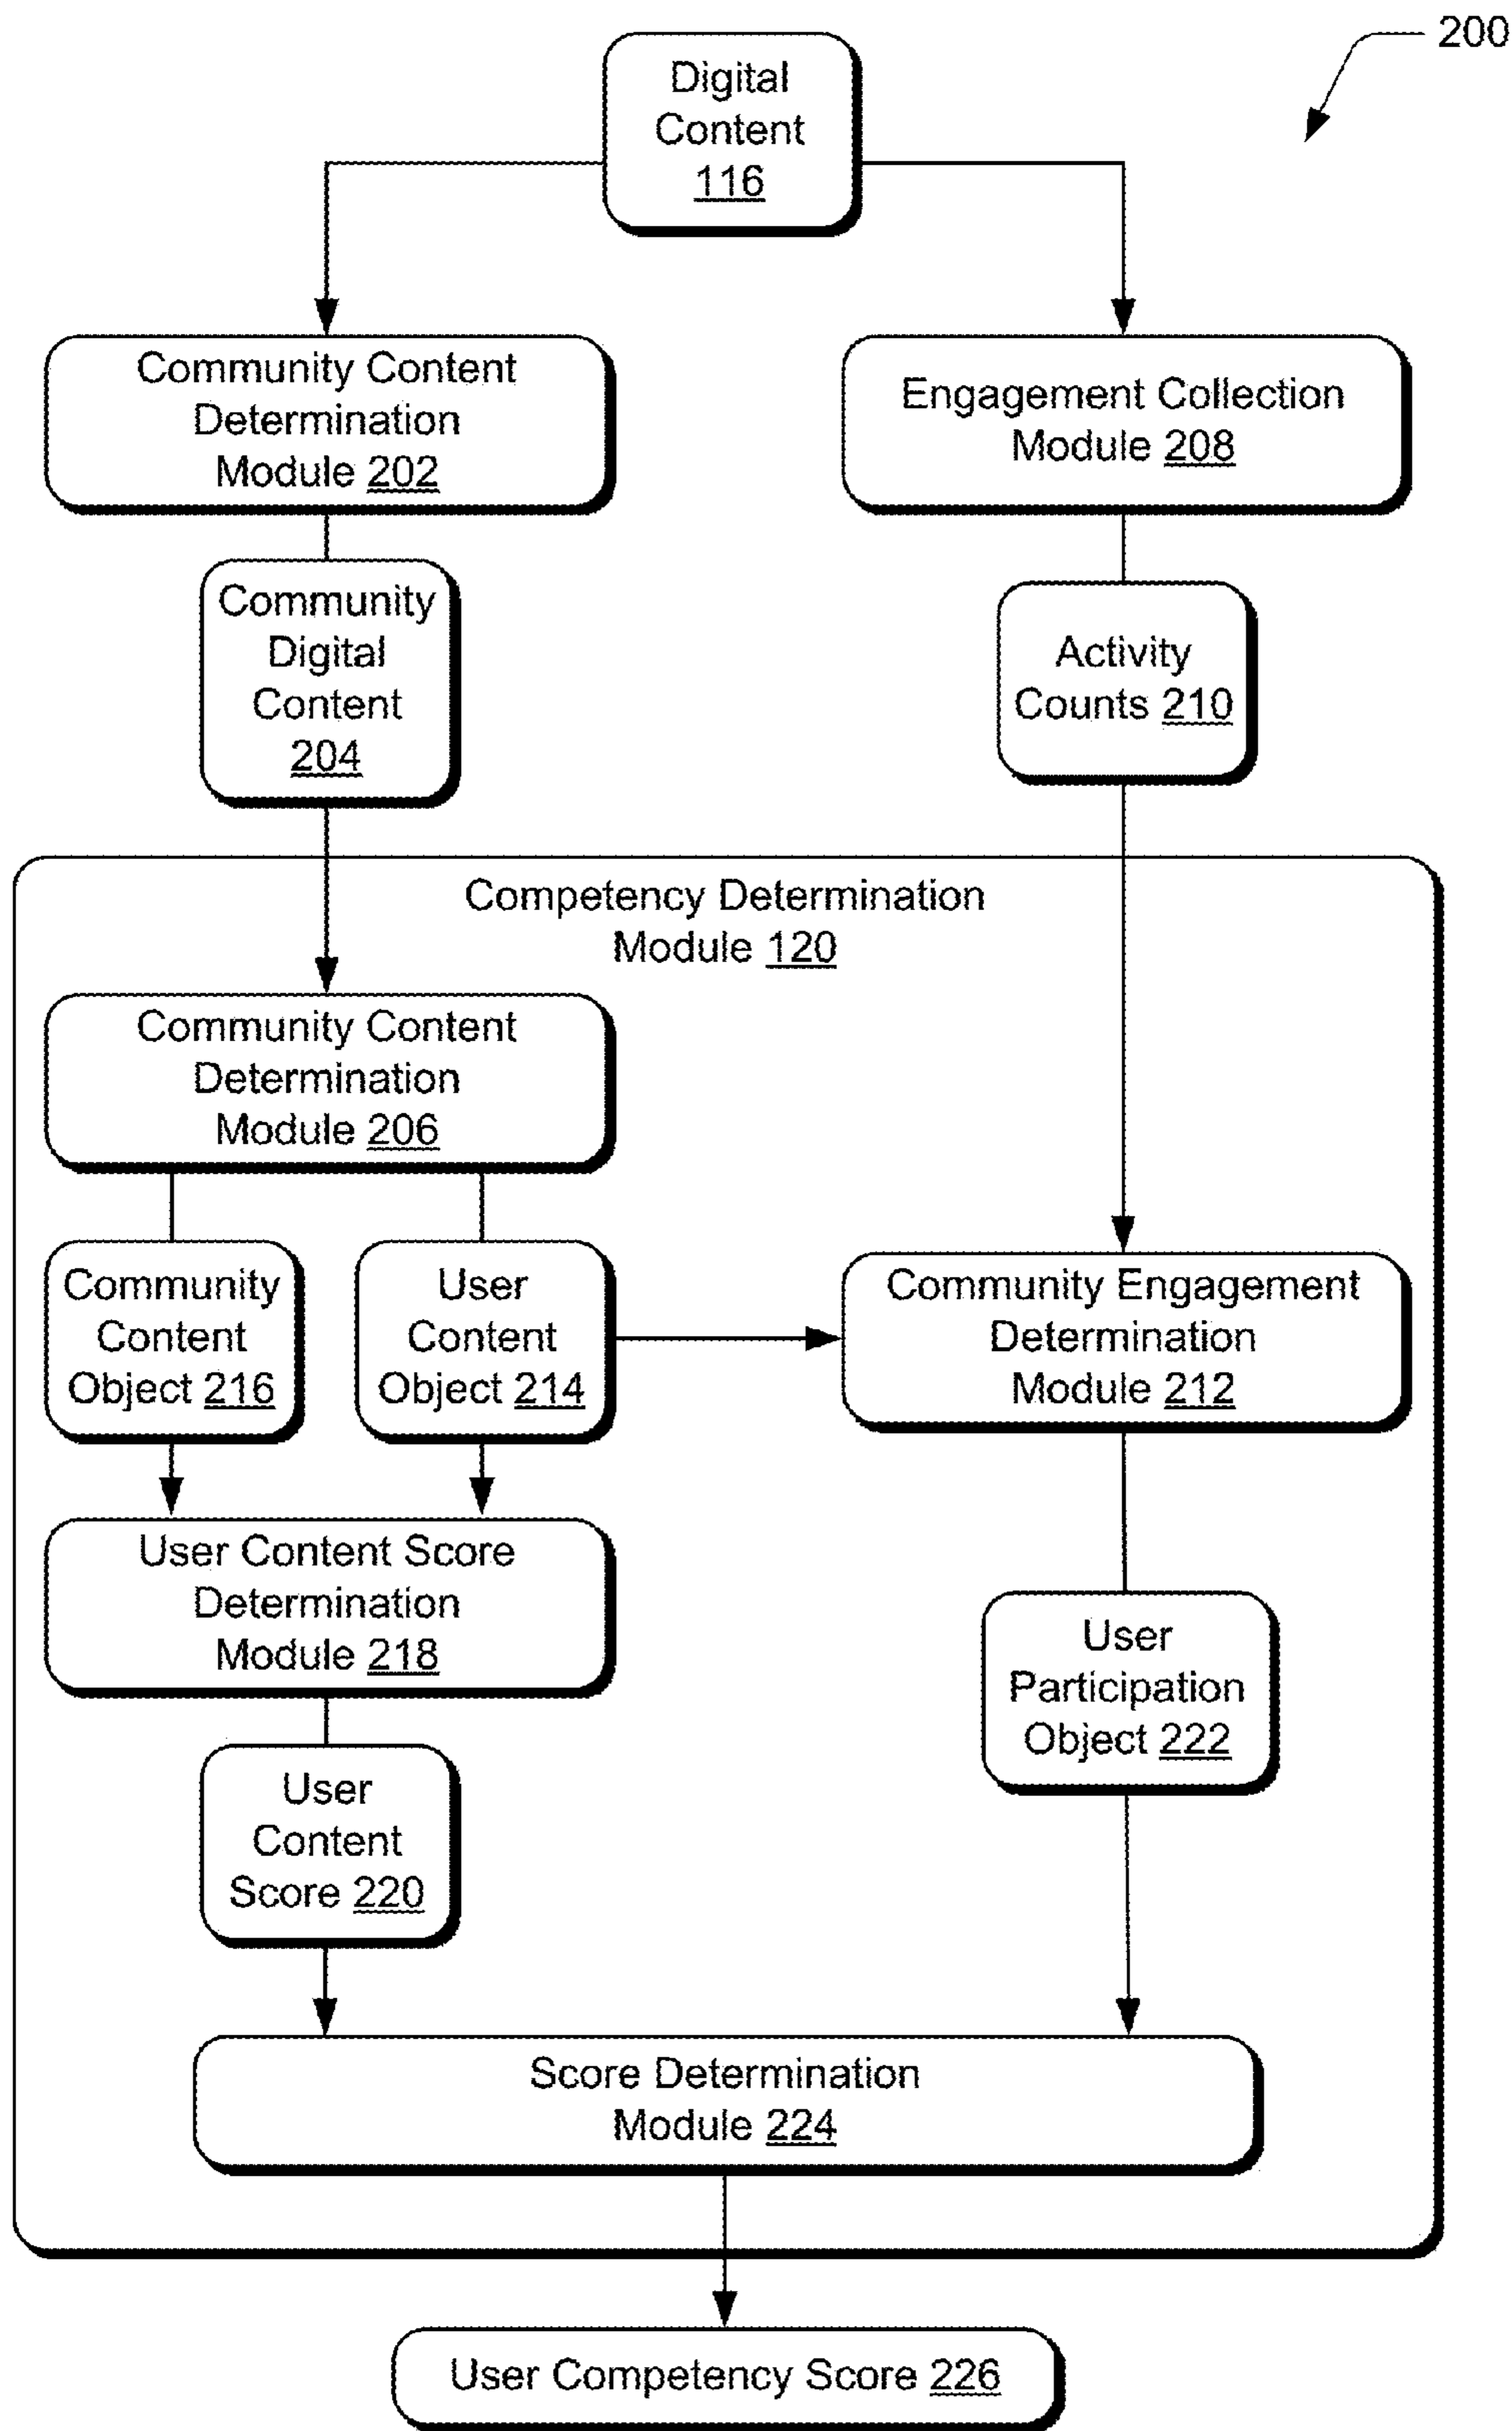 200
Digital
Content
116
Community Content
Determination
Module 202
Engagement Collection
Module 208
Community
Digital
Content
204
Activity
Counts 210
Competency Determination
Module 120
Community Content
Determination
Module 206
Community
Content
Object 216
User
Content
Object 214
Community Engagement
Determination
Module 212
User Content Score
Determination
Module 218
User
Participation
Object 222
User
Content
Score 220
Score Determination
Module 224
User Competency Score 226